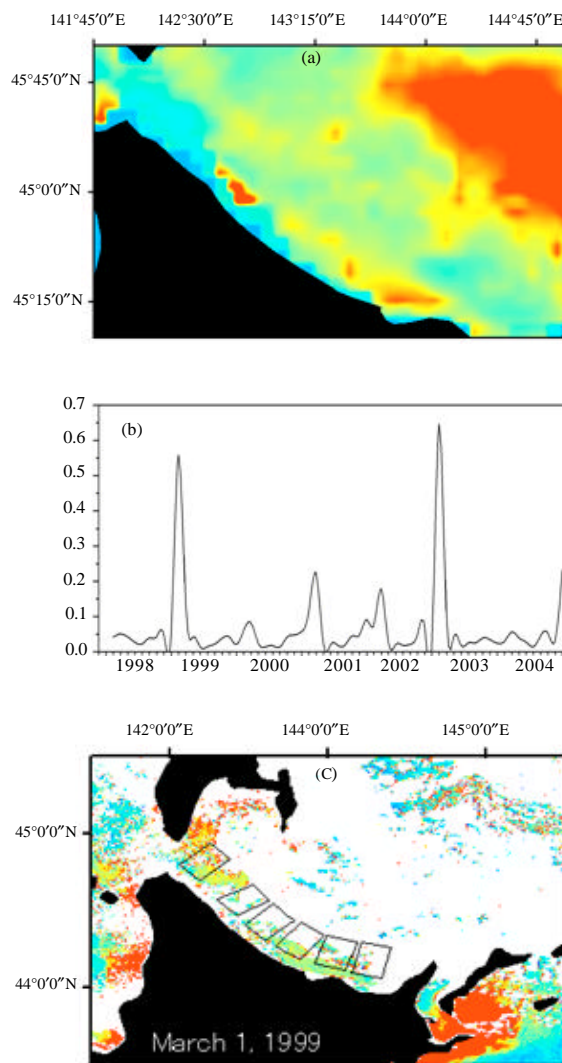 141°45′0″E 142°30′0″E 143°15′0″E 144°0′0″E 144°45′0″E
(a)
45°45′0″N
45°0′0″N
45°15′0″N
0.7
(b)
0.6
0.5
0.4
0.3
0.2
0.1
0.0
1998 1999 2000 2001 2002 2003 2004
142°0′0″E 144°0′0″E 145°0′0″E
(C)
45°0′0″N
44°0′0″N
March 1, 1999